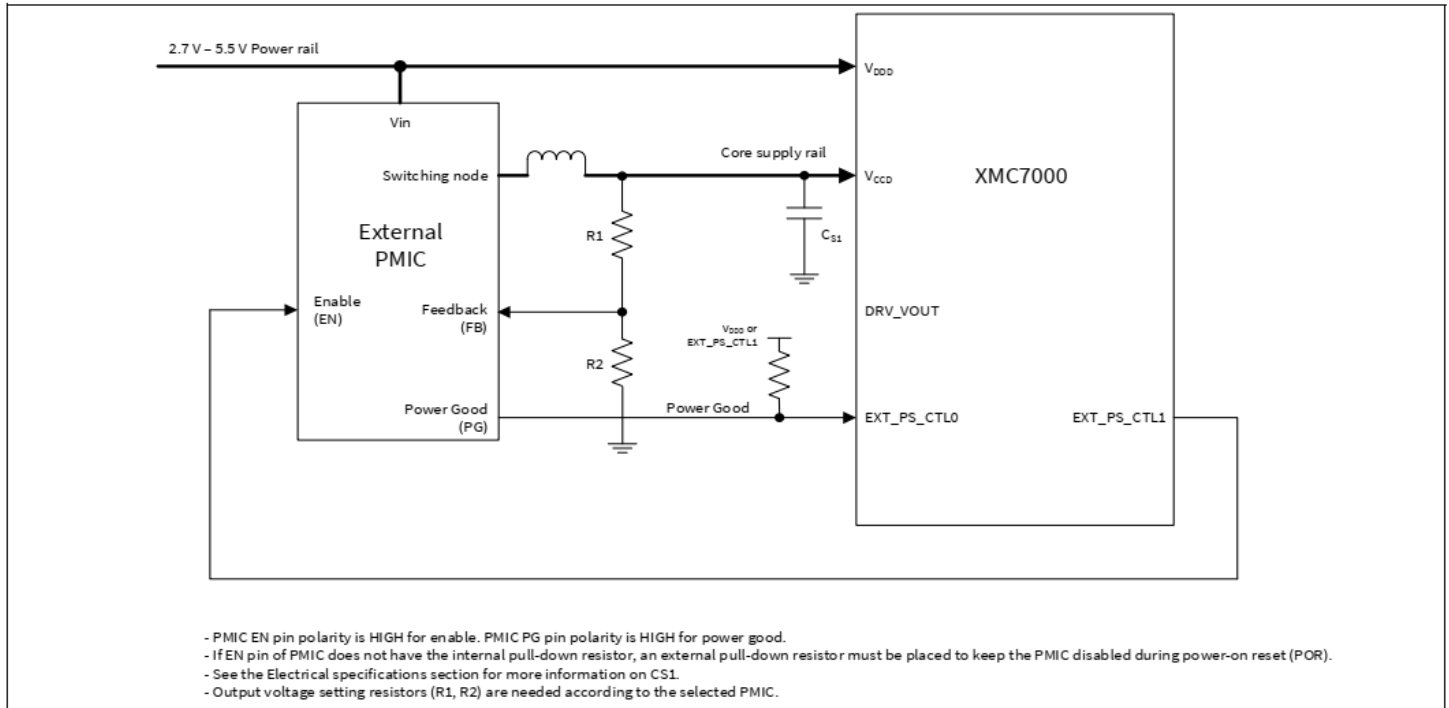 2.7 V – 5.5 V Power rail
VDDD
Vin
Core supply rail
Switching node
VCCD
XMC7000
External
PMIC
R1
CS1
Enable
(EN)
Feedback
(FB)
DRV_VOUT
VDDD or
EXT_PS_CTL1
R2
Power Good
(PG)
Power Good
EXT_PS_CTL0
EXT_PS_CTL1
- PMIC EN pin polarity is HIGH for enable. PMIC PG pin polarity is HIGH for power good.
- If EN pin of PMIC does not have the internal pull-down resistor, an external pull-down resistor must be placed to keep the PMIC disabled during power-on reset (POR).
- See the Electrical specifications section for more information on CS1.
- Output voltage setting resistors (R1, R2) are needed according to the selected PMIC.